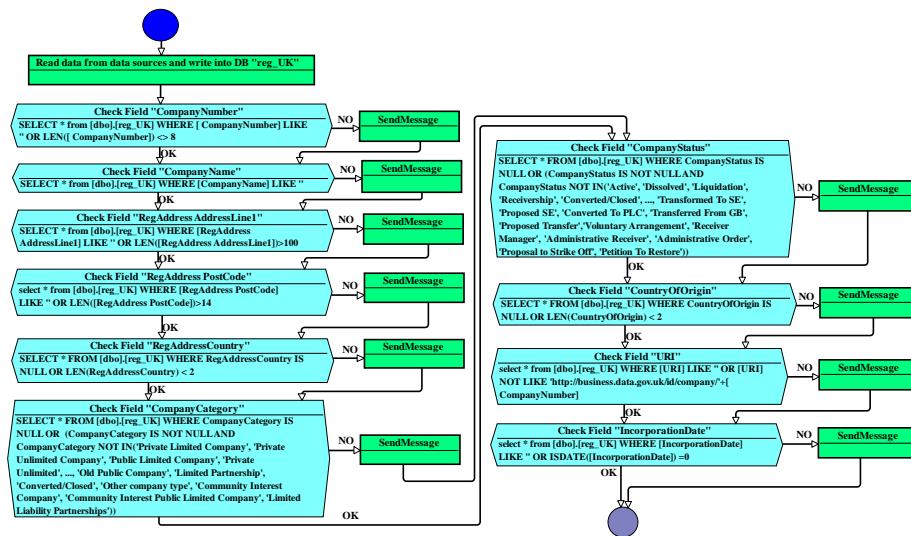 Read data from data sources and write into DB "reg_UK"
Check Field "CompanyNumber"
SELECT * from [dbo].[reg_UK] WHERE [ CompanyNumber] LIKE
'' OR LEN([ CompanyNumber]) <> 8
NO
SendMessage
OK
Check Field "CompanyName"
SELECT * from [dbo].[reg_UK] WHERE [CompanyName] LIKE ''
NO
SendMessage
OK
Check Field "RegAddress AddressLine1"
SELECT * from [dbo].[reg_UK] WHERE [RegAddress
AddressLine1] LIKE '' OR LEN([RegAddress AddressLine1])>100
NO
SendMessage
OK
Check Field "RegAddress PostCode"
select * from [dbo].[reg_UK] WHERE [RegAddress PostCode]
LIKE '' OR LEN([RegAddress PostCode])>14
NO
SendMessage
OK
Check Field "RegAddressCountry"
SELECT * FROM [dbo].[reg_UK] WHERE RegAddressCountry IS
NULL OR LEN(RegAddressCountry) < 2
NO
SendMessage
OK
Check Field "CompanyCategory"
SELECT * FROM [dbo].[reg_UK] WHERE CompanyCategory IS
NULL OR (CompanyCategory IS NOT NULLAND
CompanyCategory NOT IN('Private Limited Company', 'Private
Unlimited Company', 'Public Limited Company', 'Private
Unlimited', ..., 'Old Public Company', 'Limited Partnership',
'Converted/Closed', 'Other company type', 'Community Interest
Company', 'Community Interest Public Limited Company', 'Limited
Liability Partnerships'))
NO
SendMessage
OK
Check Field "CompanyStatus"
SELECT * FROM [dbo].[reg_UK] WHERE CompanyStatus IS
NULL OR (CompanyStatus IS NOT NULLAND
CompanyStatus NOT IN('Active', 'Dissolved', 'Liquidation',
'Receivership', 'Converted/Closed', ..., 'Transformed To SE',
'Proposed SE', 'Converted To PLC', 'Transferred From GB',
'Proposed Transfer','Voluntary Arrangement', 'Receiver
Manager', 'Administrative Receiver', 'Administrative Order',
'Proposal to Strike Off', 'Petition To Restore'))
NO
SendMessage
OK
Check Field "CountryOfOrigin"
SELECT * FROM [dbo].[reg_UK] WHERE CountryOfOrigin IS
NULL OR LEN(CountryOfOrigin) < 2
NO
SendMessage
OK
Check Field "URI"
select * from [dbo].[reg_UK] WHERE [URI] LIKE '' OR [URI]
NOT LIKE 'http://business.data.gov.uk/id/company/'+[
CompanyNumber]
NO
SendMessage
OK
Check Field "IncorporationDate"
select * from [dbo].[reg_UK] WHERE [IncorporationDate]
LIKE '' OR ISDATE([IncorporationDate]) =0
NO
SendMessage
OK